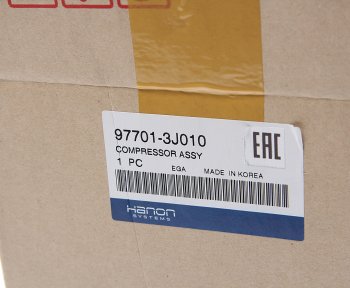 97701-3J010
COMPRESSOR ASSY
1 PC
EGA MADE IN KOREA
EAC
Hanon
SYSTEMS